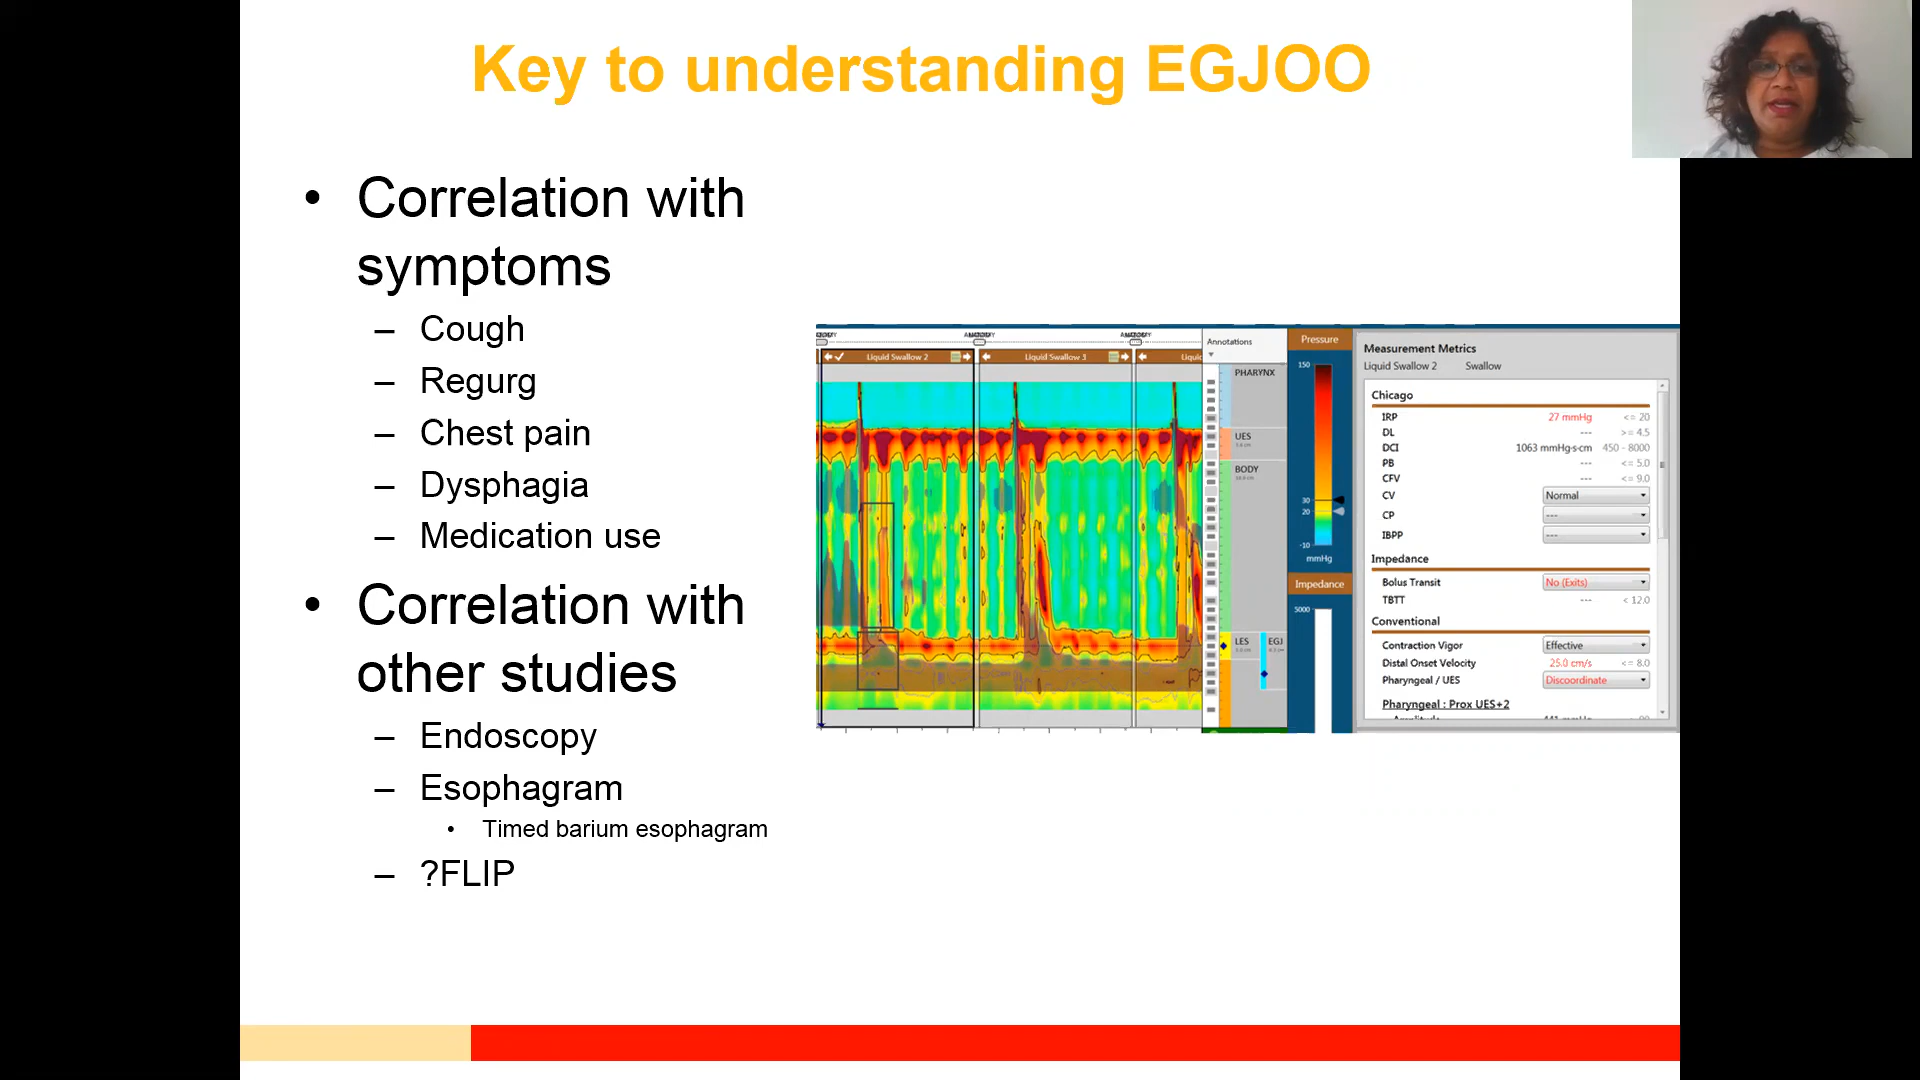 Key to understanding EGJOO
• Correlation with
symptoms
– Cough
– Regurg
– Chest pain
– Dysphagia
– Medication use
• Correlation with
other studies
– Endoscopy
– Esophagram
• Timed barium esophagram
– ?FLIP
Liquid Swallow 2
Liquid Swallow 3
Annotations
PHARYNX
UES
BODY
LES
EGJ
Pressure
150
30
20
-10
mmHg
Impedance
5000
Measurement Metrics
Liquid Swallow 2 Swallow
Chicago
IRP 27 mmHg <= 20
DL --- >= 4.5
DCI 1063 mmHg·s·cm 450 - 8000
PB --- <= 5.0
CFV --- <= 9.0
CV Normal
CP ---
IBPP ---
Impedance
Bolus Transit No (Exits)
TBTT --- < 12.0
Conventional
Contraction Vigor Effective
Distal Onset Velocity 25.0 cm/s <= 8.0
Pharyngeal / UES Discoordinate
Pharyngeal : Prox UES+2